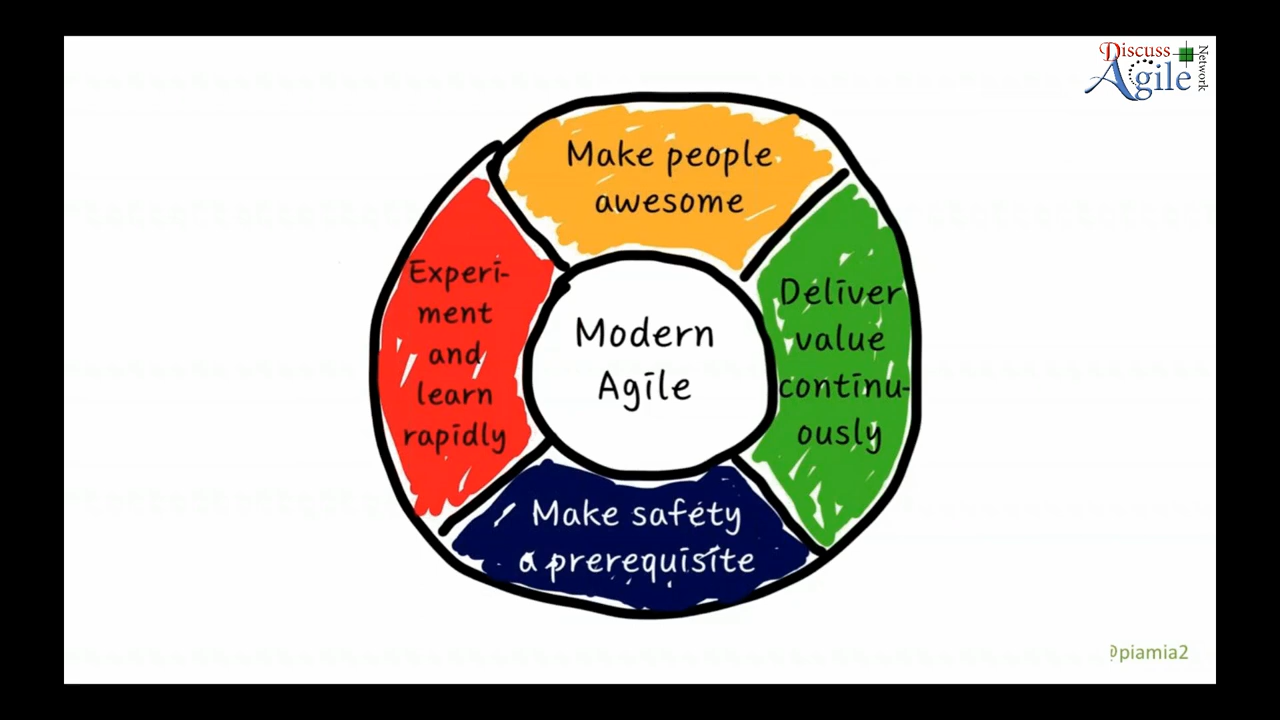 Discuss
Agile
Network
Make people
awesome
Experi-
ment
and
learn
rapidly
Modern
Agile
Deliver
value
continu-
ously
Make safety
a prerequisite
@piamia2